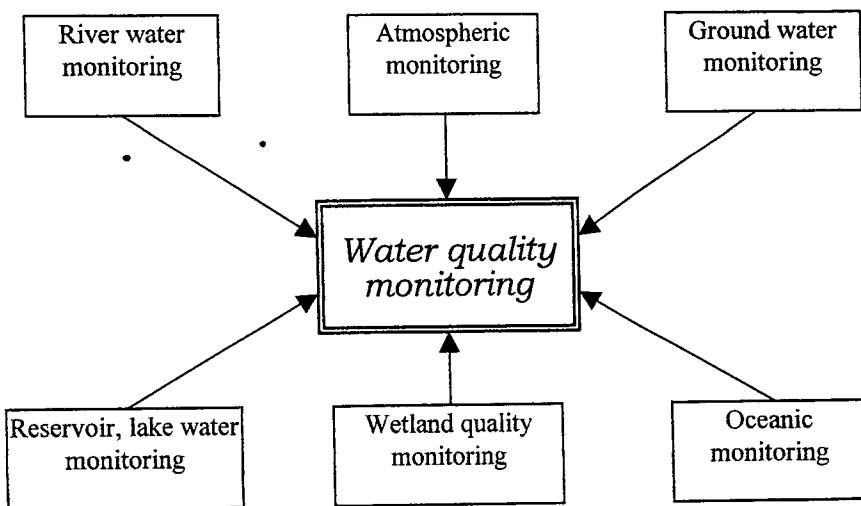 River water
monitoring
Atmospheric
monitoring
Ground water
monitoring
Water quality
monitoring
Reservoir, lake water
monitoring
Wetland quality
monitoring
Oceanic
monitoring